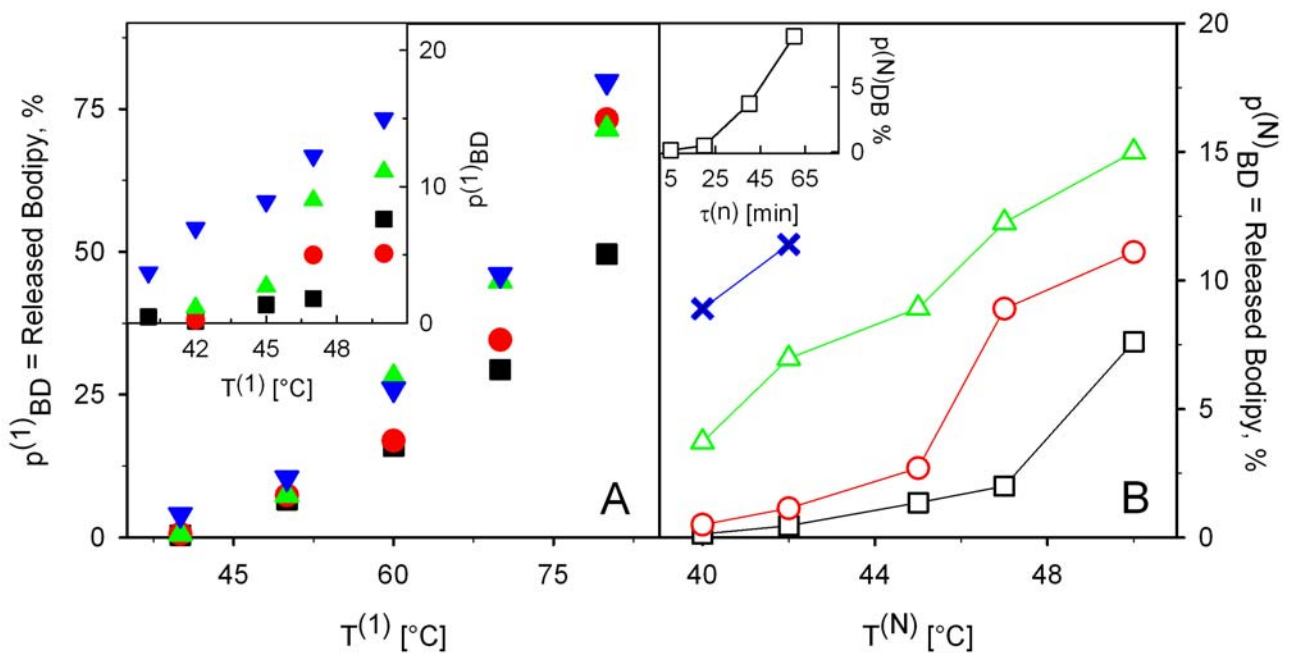 p(1)BD = Released Bodipy, %
75
50
25
0
45
60
75
T(1) [°C]
A
20
10
0
p(1)BD
42
45
48
T(1) [°C]
p(N)DB %
5
0
5
25
45
65
τ(n) [min]
B
40
44
48
T(N) [°C]
20
15
10
5
0
p(N)BD = Released Bodipy, %